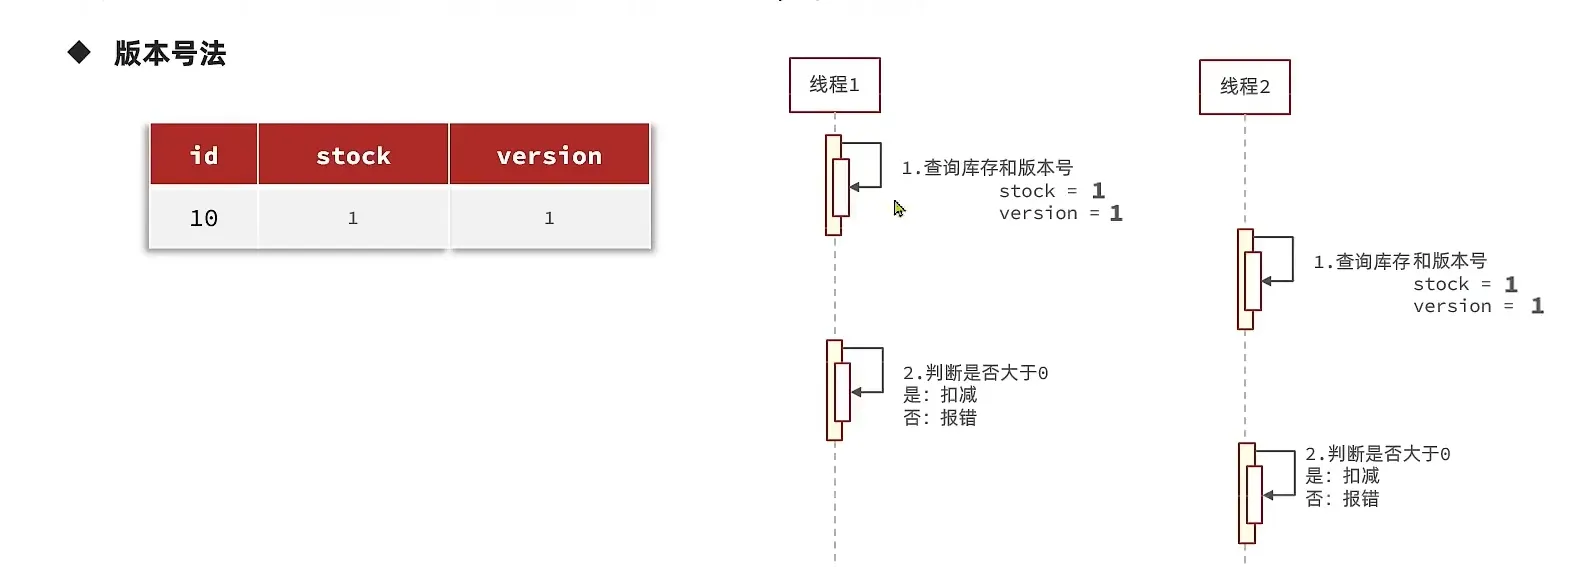 版本号法
id stock version
10 1 1
线程1
1.查询库存和版本号
stock = 1
version = 1
2.判断是否大于0
是：扣减
否：报错
线程2
1.查询库存和版本号
stock = 1
version = 1
2.判断是否大于0
是：扣减
否：报错